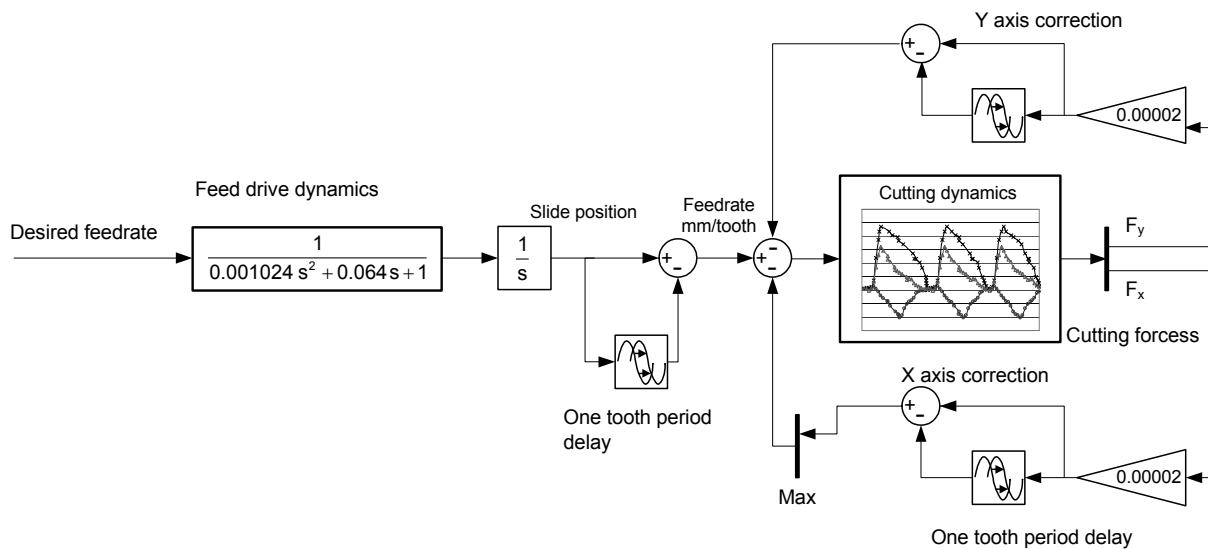 Y axis correction
+
-
0.00002
Feed drive dynamics
Desired feedrate
1
0.001024 s² + 0.064 s + 1
1
s
Slide position
+
-
One tooth period
delay
Feedrate
mm/tooth
+
-
-
Cutting dynamics
Fy
Fx
Cutting forcess
X axis correction
+
-
Max
0.00002
One tooth period delay